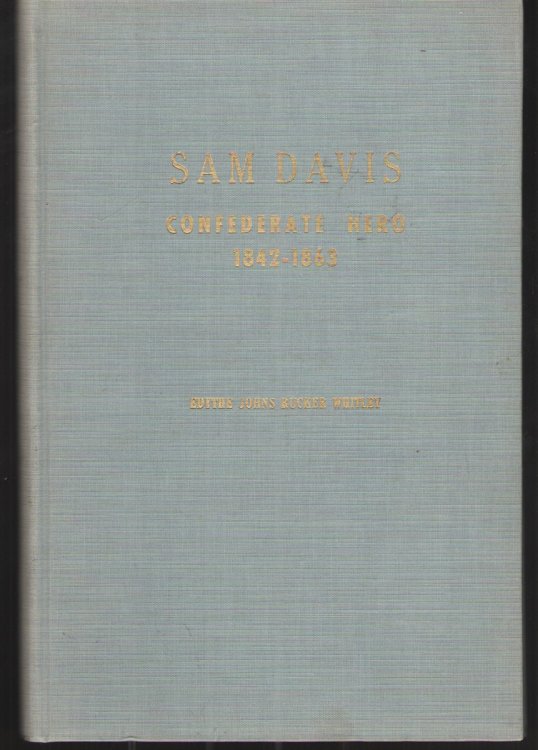 SAM DAVIS
CONFEDERATE HERO
1842-1863
EDYTHE JOHNS RUCKER WHITLEY